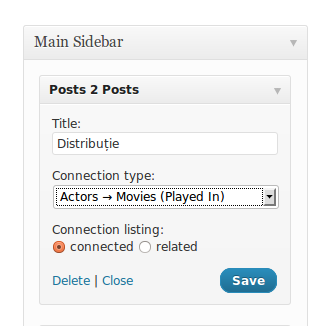 Main Sidebar
Posts 2 Posts
Title:
Distribuție
Connection type:
Actors → Movies (Played In)
Connection listing:
connected related
Delete | Close Save